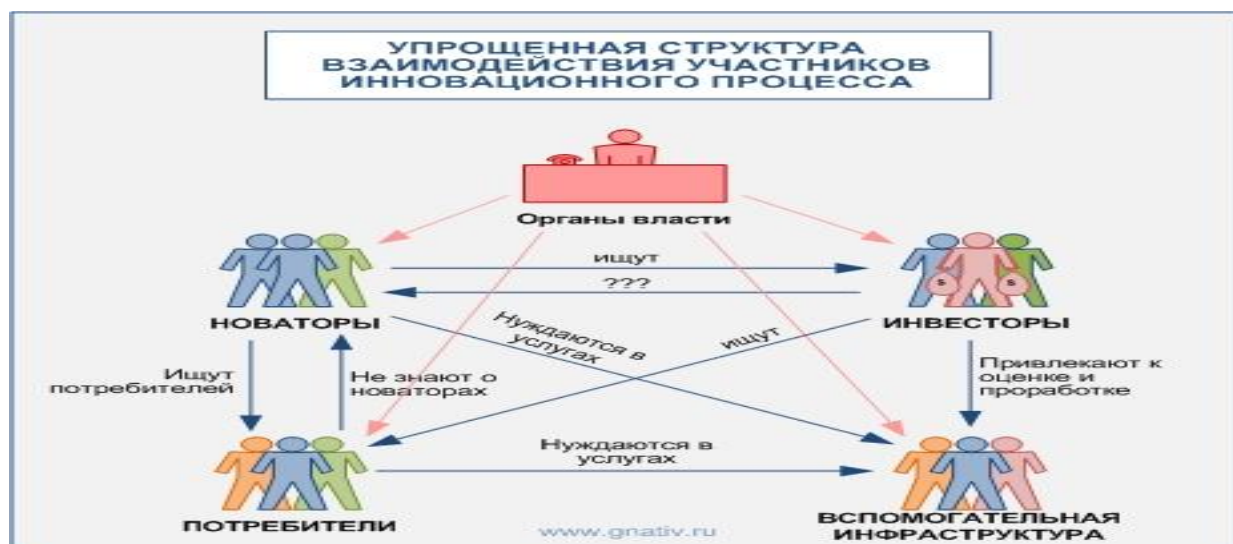 УПРОЩЕННАЯ СТРУКТУРА
ВЗАИМОДЕЙСТВИЯ УЧАСТНИКОВ
ИННОВАЦИОННОГО ПРОЦЕССА
Органы власти
ищут
???
НОВАТОРЫ
ИНВЕСТОРЫ
Нуждаются в
услугах
ищут
Ищут
потребителей
Не знают о
новаторах
Привлекают к
оценке и
проработке
Нуждаются в
услугах
ПОТРЕБИТЕЛИ
ВСПОМОГАТЕЛЬНАЯ
ИНФРАСТРУКТУРА
www.gnativ.ru